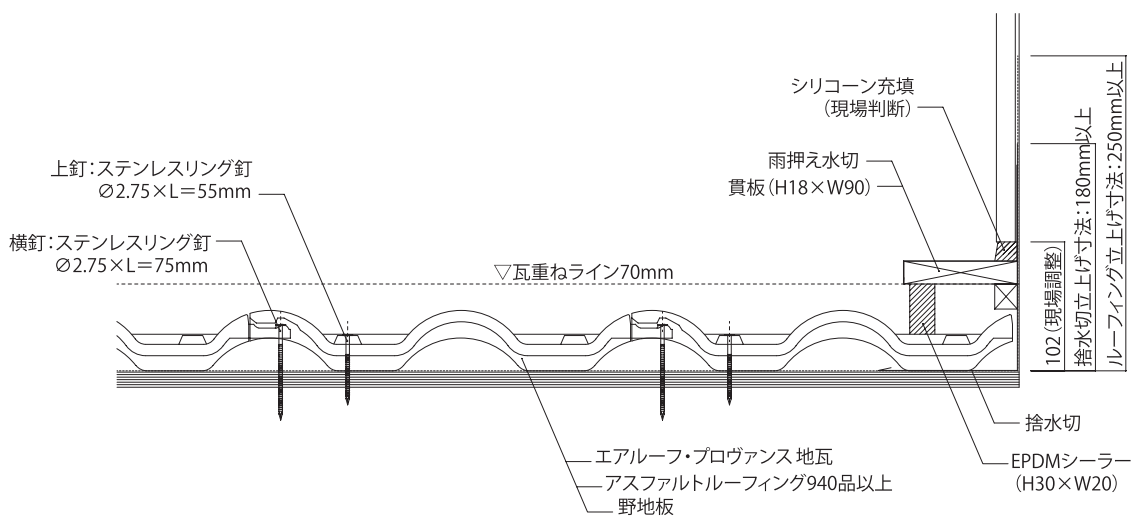 シリコーン充填
(現場判断)
雨押え水切
貫板(H18×W90)
上釘:ステンレスリング釘
Ø2.75×L=55mm
横釘:ステンレスリング釘
Ø2.75×L=75mm
▽瓦重ねライン70mm
102(現場調整)
捨水切立上げ寸法:180mm以上
ルーフィング立上げ寸法:250mm以上
捨水切
EPDMシーラー
(H30×W20)
エアルーフ・プロヴァンス 地瓦
アスファルトルーフィング940品以上
野地板